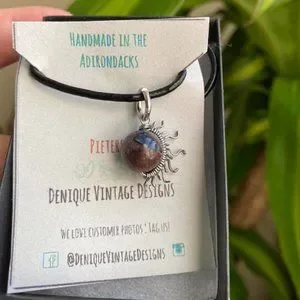 HANDMADE IN THE
ADIRONDACKS
DENIQUE VINTAGE DESIGNS
WE LOVE CUSTOMER PHOTOS! TAG US!
@DENIQUEVINTAGEDESIGNS